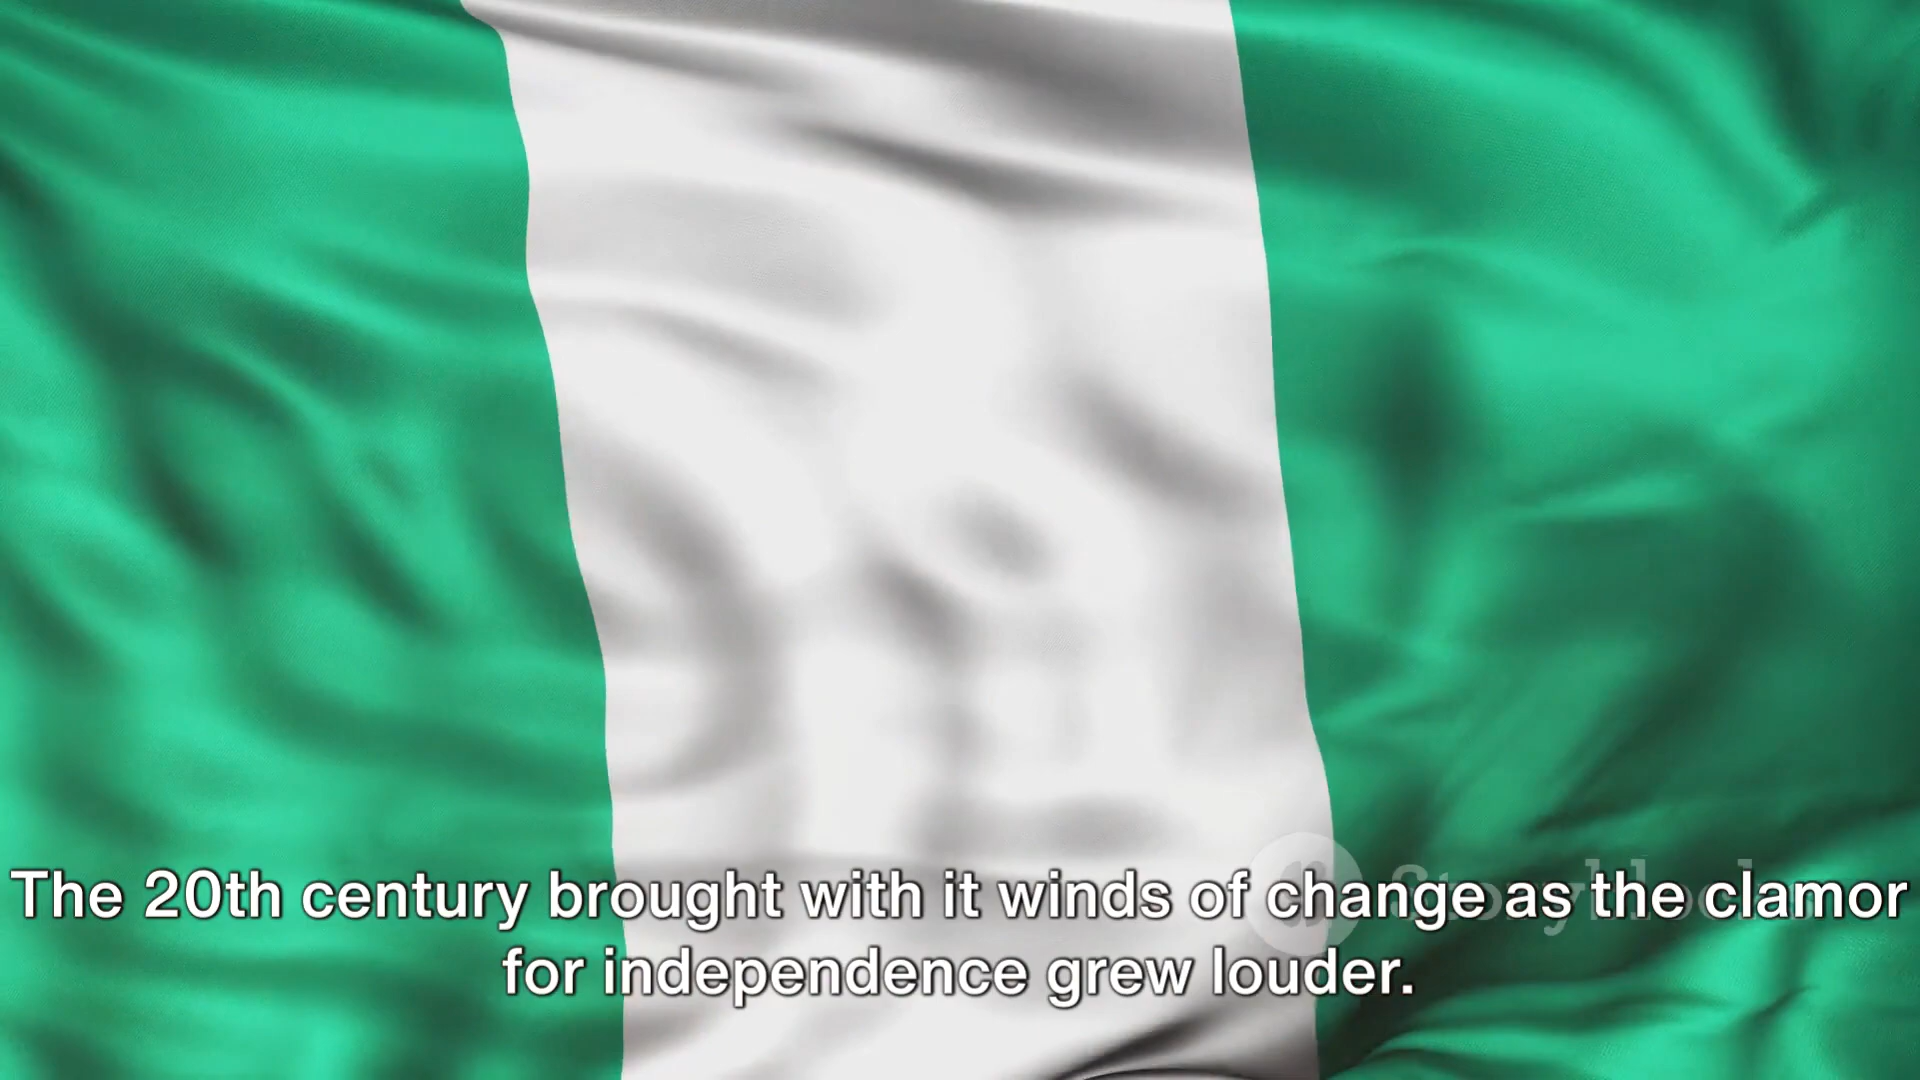 The 20th century brought with it winds of change as the clamor
for independence grew louder.